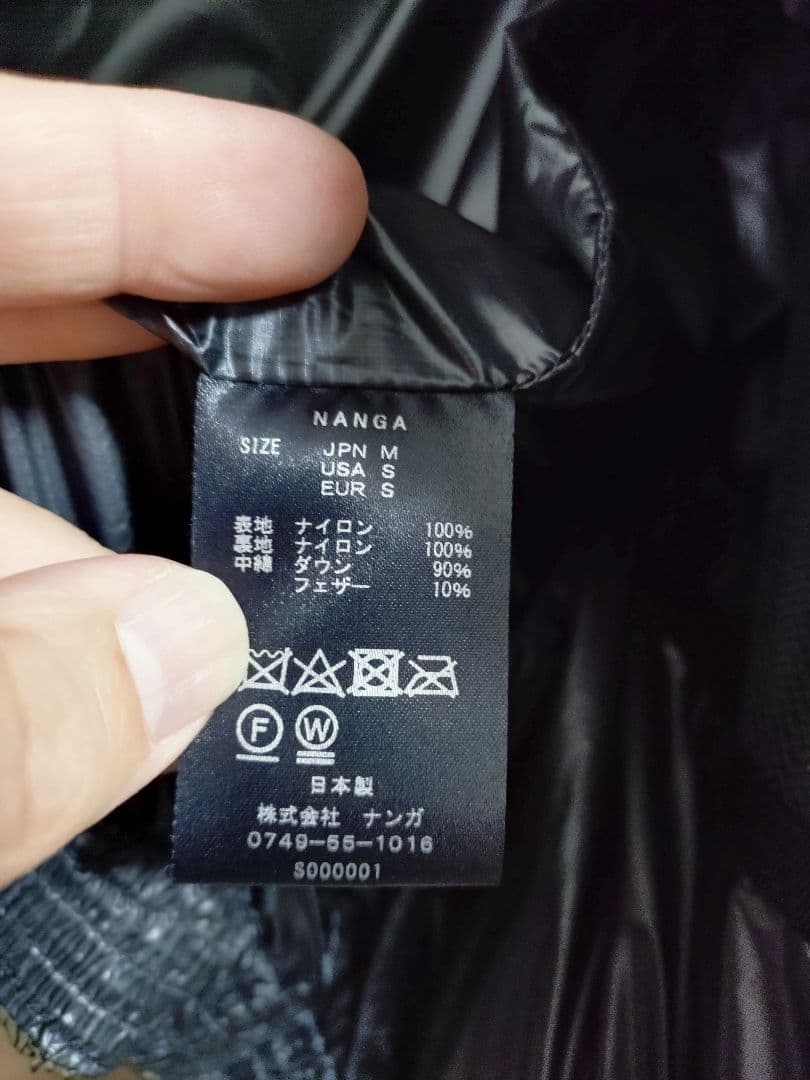 NANGA
SIZE JPN M
USA S
EUR S
表地 ナイロン 100%
裏地 ナイロン 100%
中綿 ダウン 90%
フェザー 10%
F W
日本製
株式会社 ナンガ
0749-55-1016
S000001